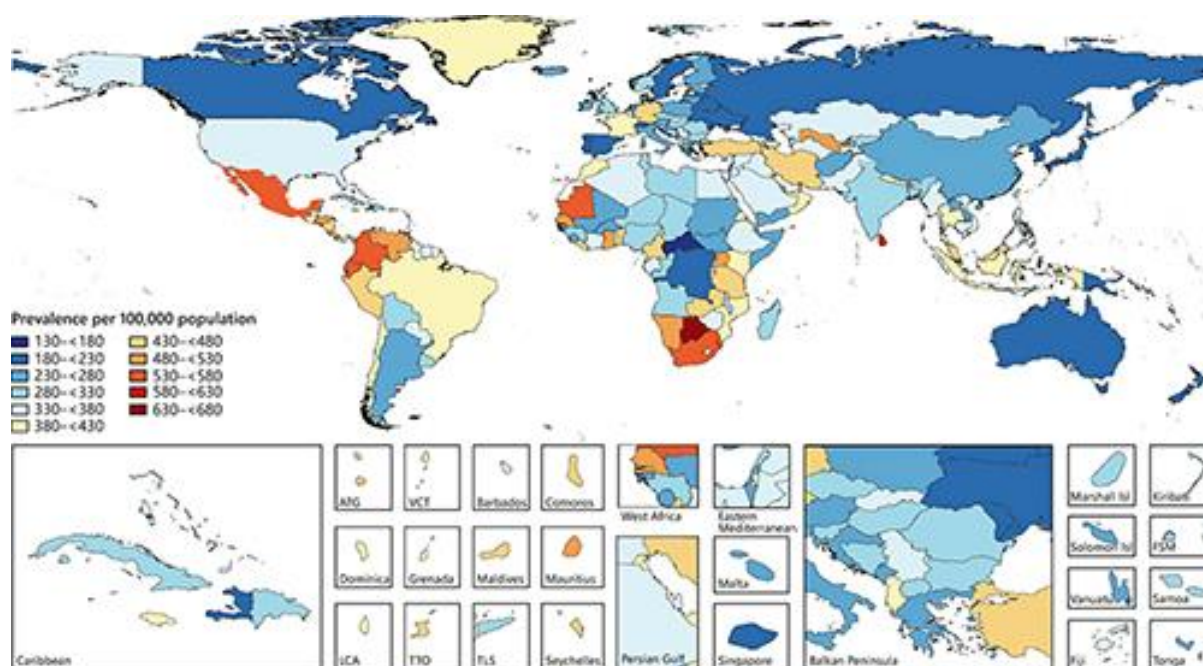 Prevalence per 100,000 population
130–<180
180–<230
230–<280
280–<330
330–<380
380–<430
430–<480
480–<530
530–<580
580–<630
630–<680
Caribbean
ATG
VCT
Barbados
Comoros
Dominica
Grenada
Maldives
Mauritius
LCA
TTO
TLS
Seychelles
West Africa
Eastern
Mediterranean
Persian Gulf
Malta
Singapore
Balkan Peninsula
Marshall Isl
Kiribati
Solomon Isl
FSM
Vanuatu
Samoa
Fiji
Tonga